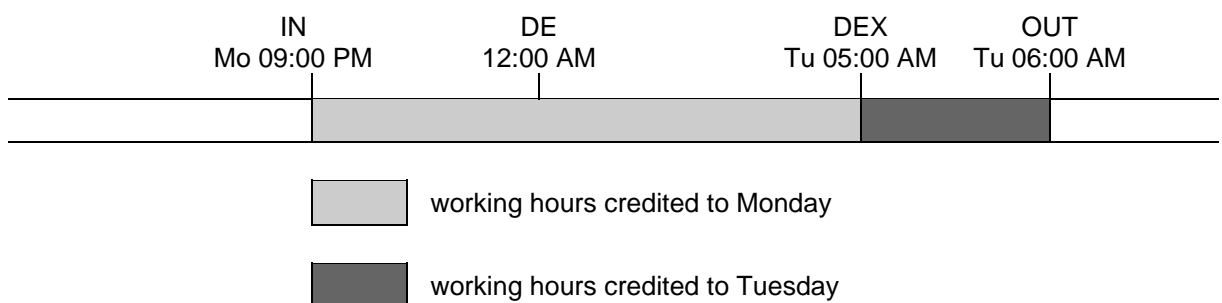 IN DE DEX OUT
Mo 09:00 PM 12:00 AM Tu 05:00 AM Tu 06:00 AM
working hours credited to Monday
working hours credited to Tuesday